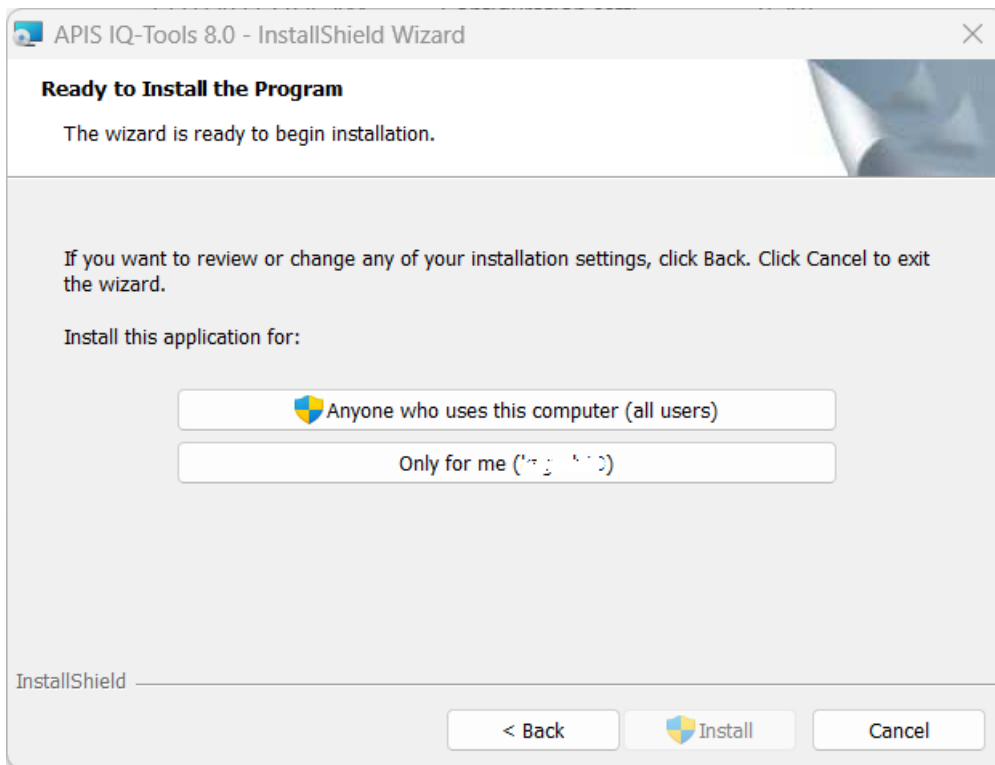 APIS IQ-Tools 8.0 - InstallShield Wizard
Ready to Install the Program
The wizard is ready to begin installation.
If you want to review or change any of your installation settings, click Back. Click Cancel to exit
the wizard.
Install this application for:
Anyone who uses this computer (all users)
Only for me (
InstallShield
< Back
Install
Cancel